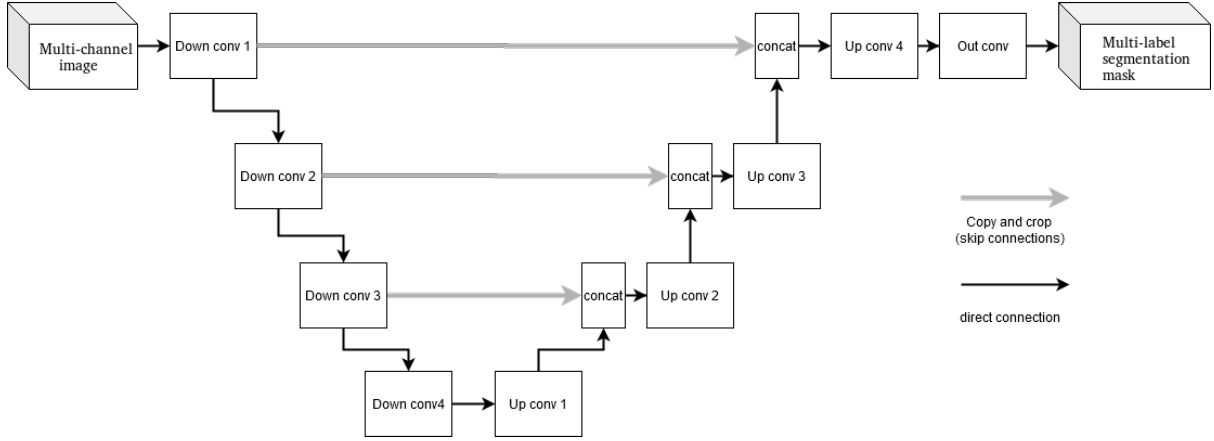 Multi-channel
image
Down conv 1
concat
Up conv 4
Out conv
Multi-label
segmentation
mask
Down conv 2
concat
Up conv 3
Copy and crop
(skip connections)
Down conv 3
concat
Up conv 2
direct connection
Down conv4
Up conv 1